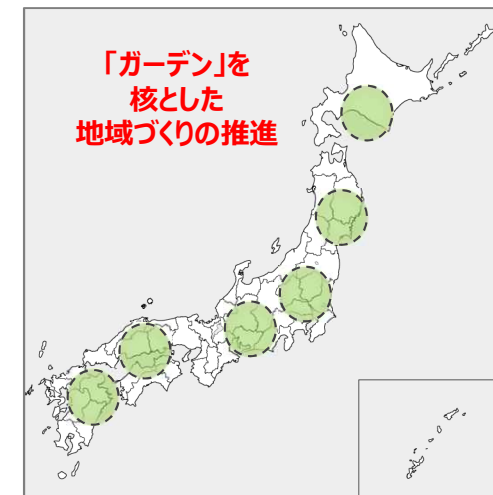 「ガーデン」を
核とした
地域づくりの推進